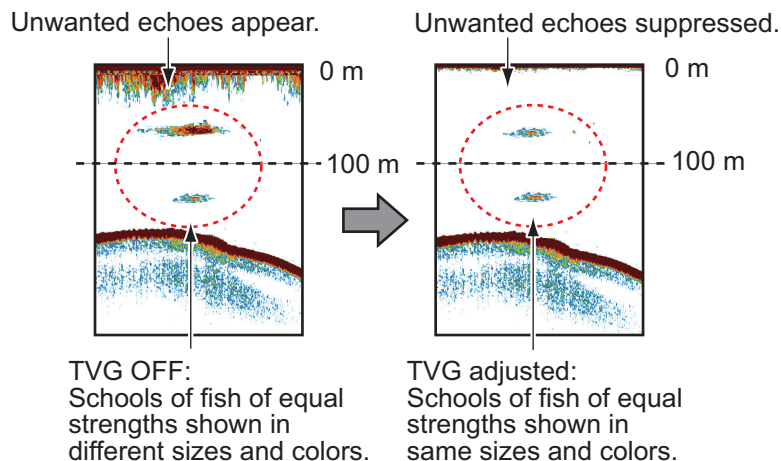 Unwanted echoes appear.
Unwanted echoes suppressed.
0 m
0 m
100 m
100 m
TVG OFF:
Schools of fish of equal
strengths shown in
different sizes and colors.
TVG adjusted:
Schools of fish of equal
strengths shown in
same sizes and colors.